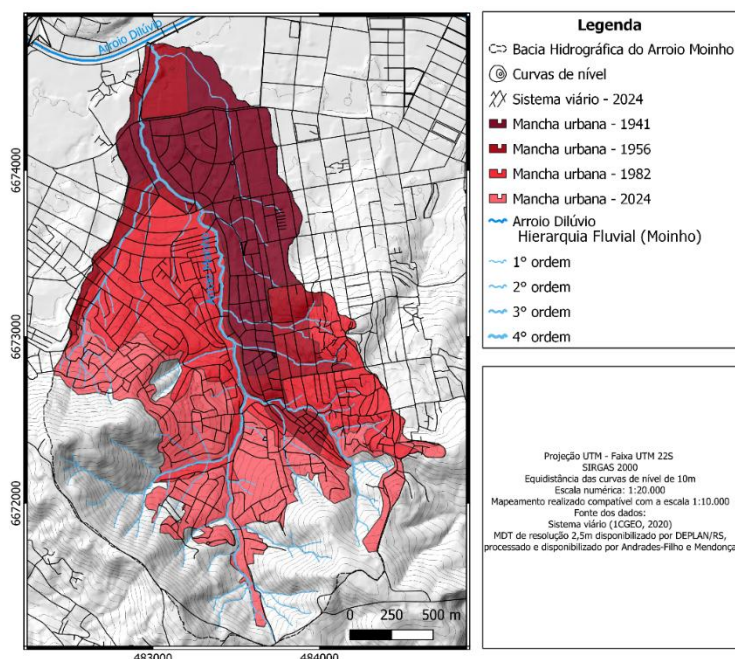 Arroio Dilúvio
6674000
6673000
6672000
483000
484000
0 250 500 m
Legenda
Bacia Hidrográfica do Arroio Moinho
Curvas de nível
Sistema viário - 2024
Mancha urbana - 1941
Mancha urbana - 1956
Mancha urbana - 1982
Mancha urbana - 2024
Arroio Dilúvio
Hierarquia Fluvial (Moinho)
1° ordem
2° ordem
3° ordem
4° ordem
Projeção UTM - Faixa UTM 22S
SIRGAS 2000
Equidistância das curvas de nível de 10m
Escala numérica: 1:20.000
Mapeamento realizado compatível com a escala 1:10.000
Fonte dos dados:
Sistema viário (1CGEO, 2020)
MDT de resolução 2,5m disponibilizado por DEPLAN/RS,
processado e disponibilizado por Andrades-Filho e Mendonça